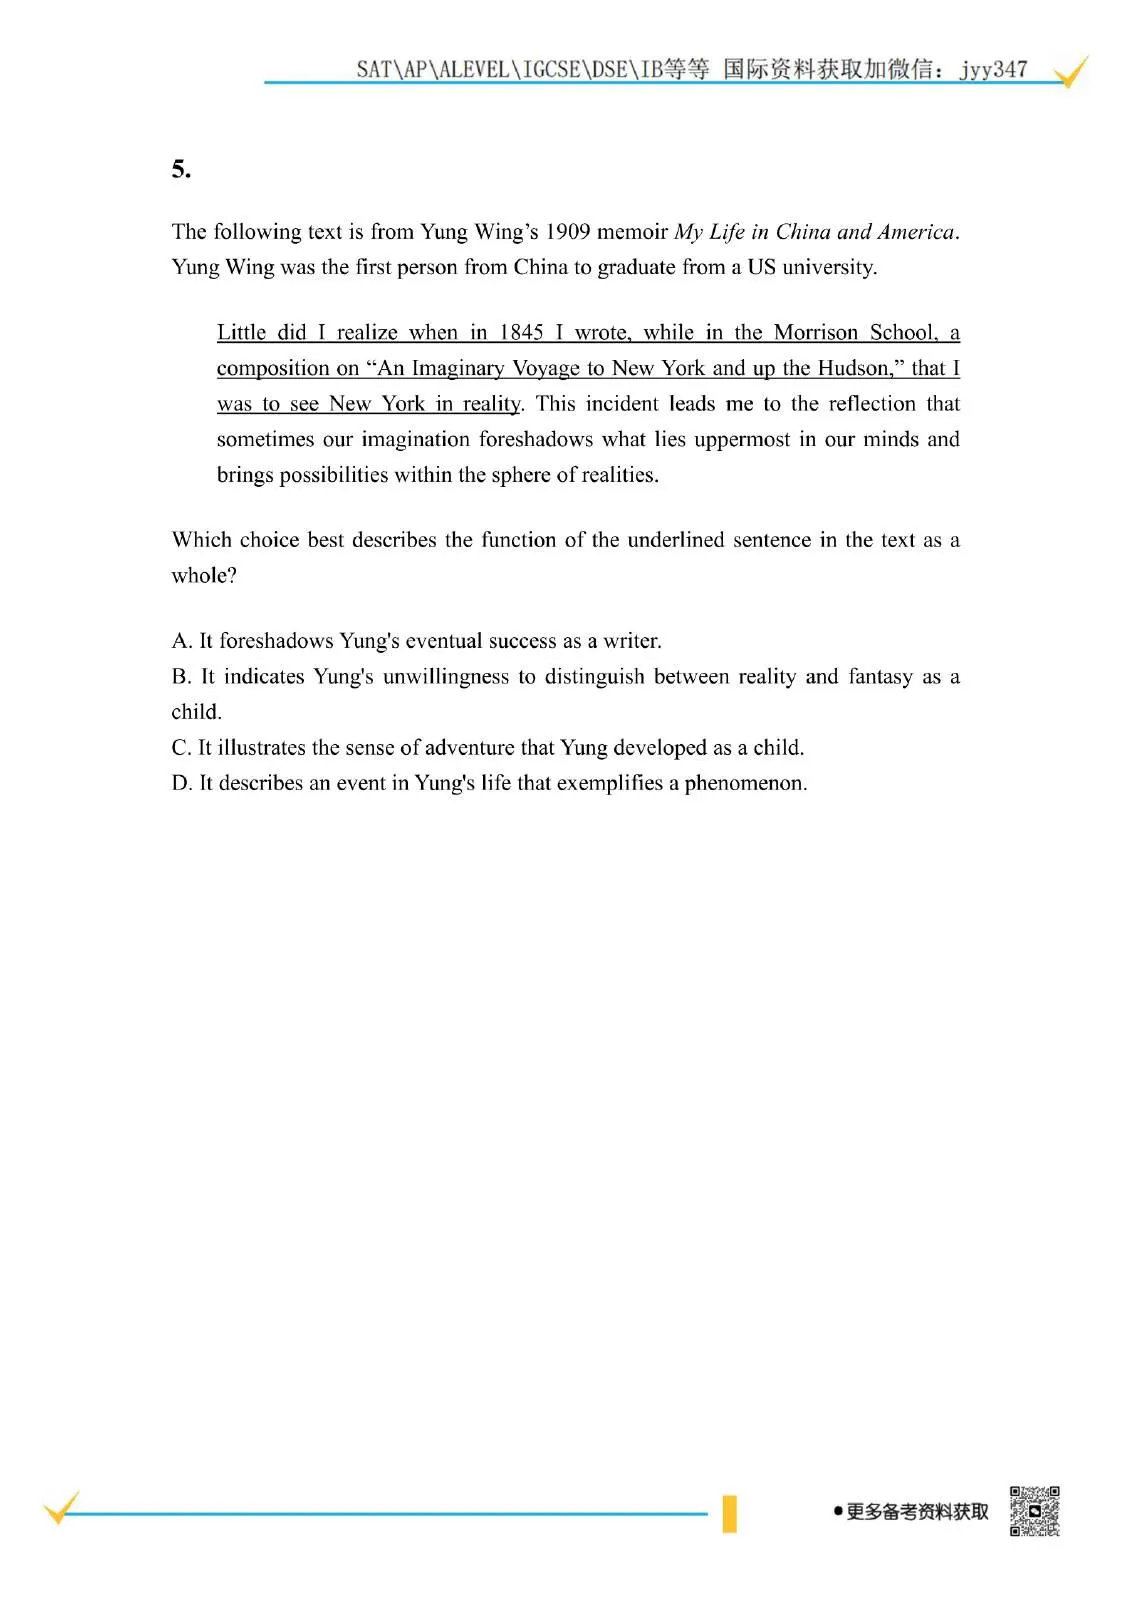 SAT\AP\ALEVEL\IGCSE\DSE\IB等等 国际资料获取加微信：jyy347
5.
The following text is from Yung Wing’s 1909 memoir My Life in China and America.
Yung Wing was the first person from China to graduate from a US university.
Little did I realize when in 1845 I wrote, while in the Morrison School, a
composition on “An Imaginary Voyage to New York and up the Hudson,” that I
was to see New York in reality. This incident leads me to the reflection that
sometimes our imagination foreshadows what lies uppermost in our minds and
brings possibilities within the sphere of realities.
Which choice best describes the function of the underlined sentence in the text as a
whole?
A. It foreshadows Yung's eventual success as a writer.
B. It indicates Yung's unwillingness to distinguish between reality and fantasy as a
child.
C. It illustrates the sense of adventure that Yung developed as a child.
D. It describes an event in Yung's life that exemplifies a phenomenon.
•更多备考资料获取